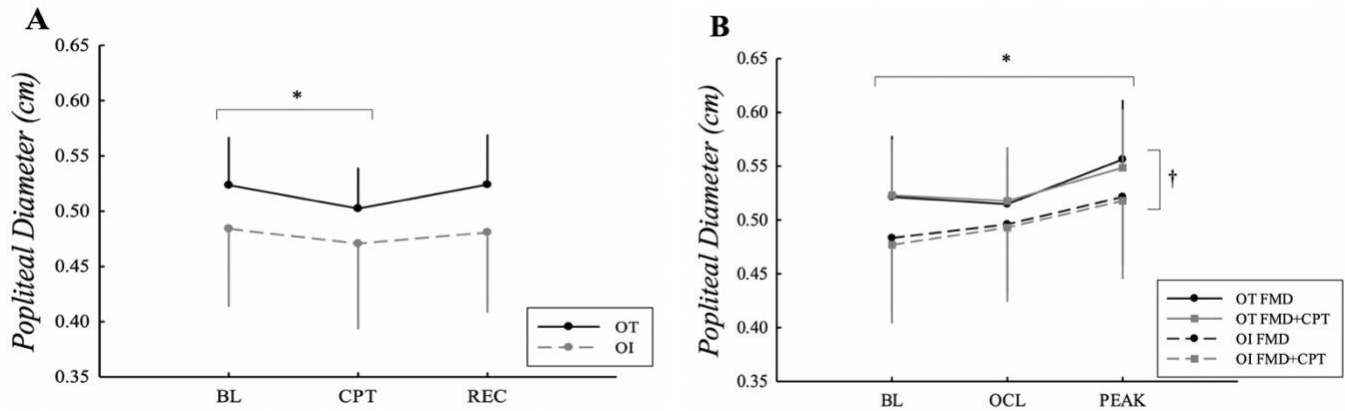 A
Popliteal Diameter (cm)
0.65
0.60
0.55
0.50
0.45
0.40
0.35
*
BL CPT REC
OT
OI
B
Popliteal Diameter (cm)
0.65
0.60
0.55
0.50
0.45
0.40
0.35
*
†
BL OCL PEAK
OT FMD
OT FMD+CPT
OI FMD
OI FMD+CPT